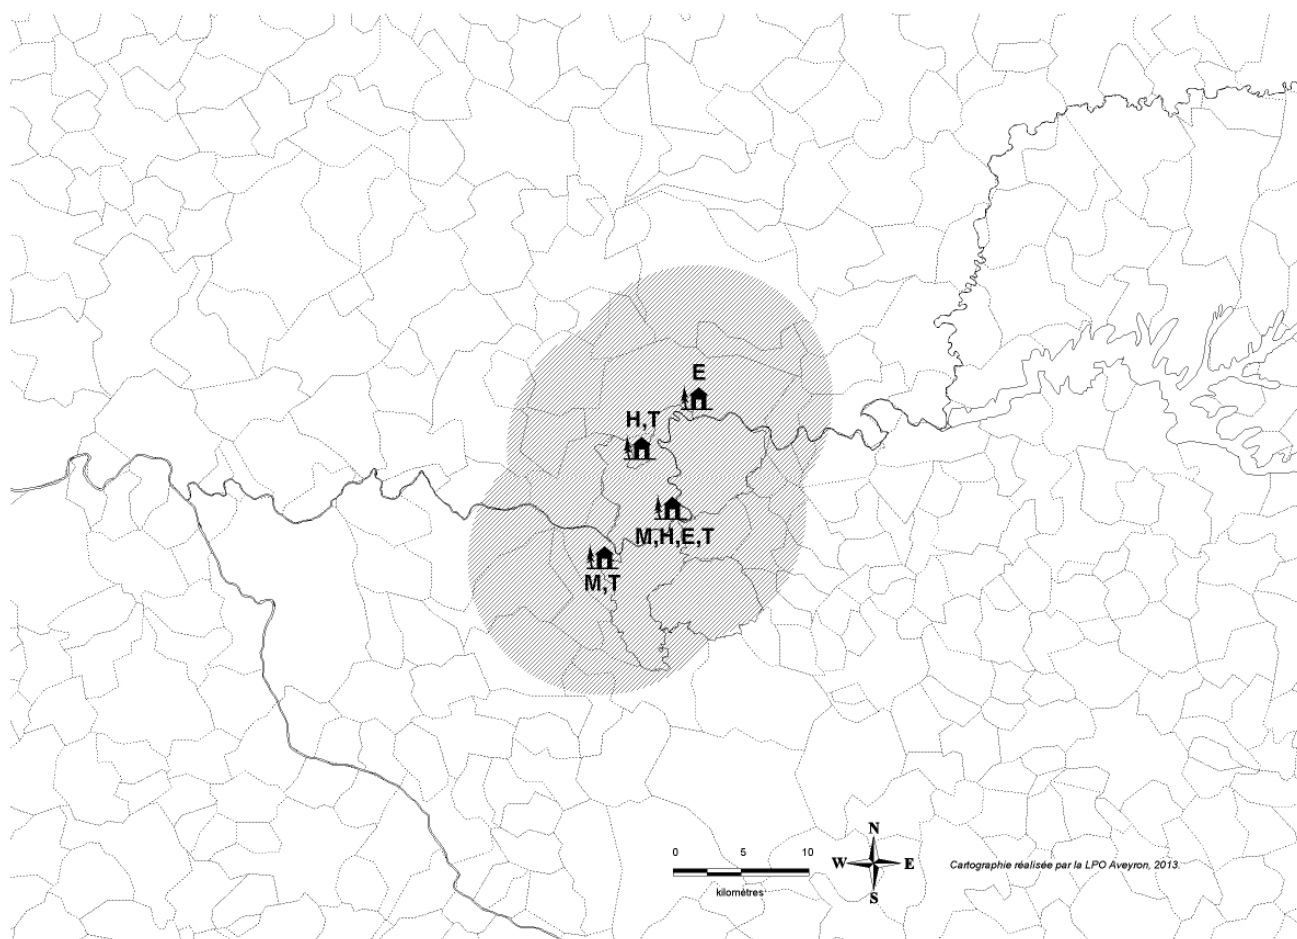 E
H,T
M,H,E,T
M,T
0 5 10
kilomètres
N
W E
S
Cartographie réalisée par la LPO Aveyron, 2013.